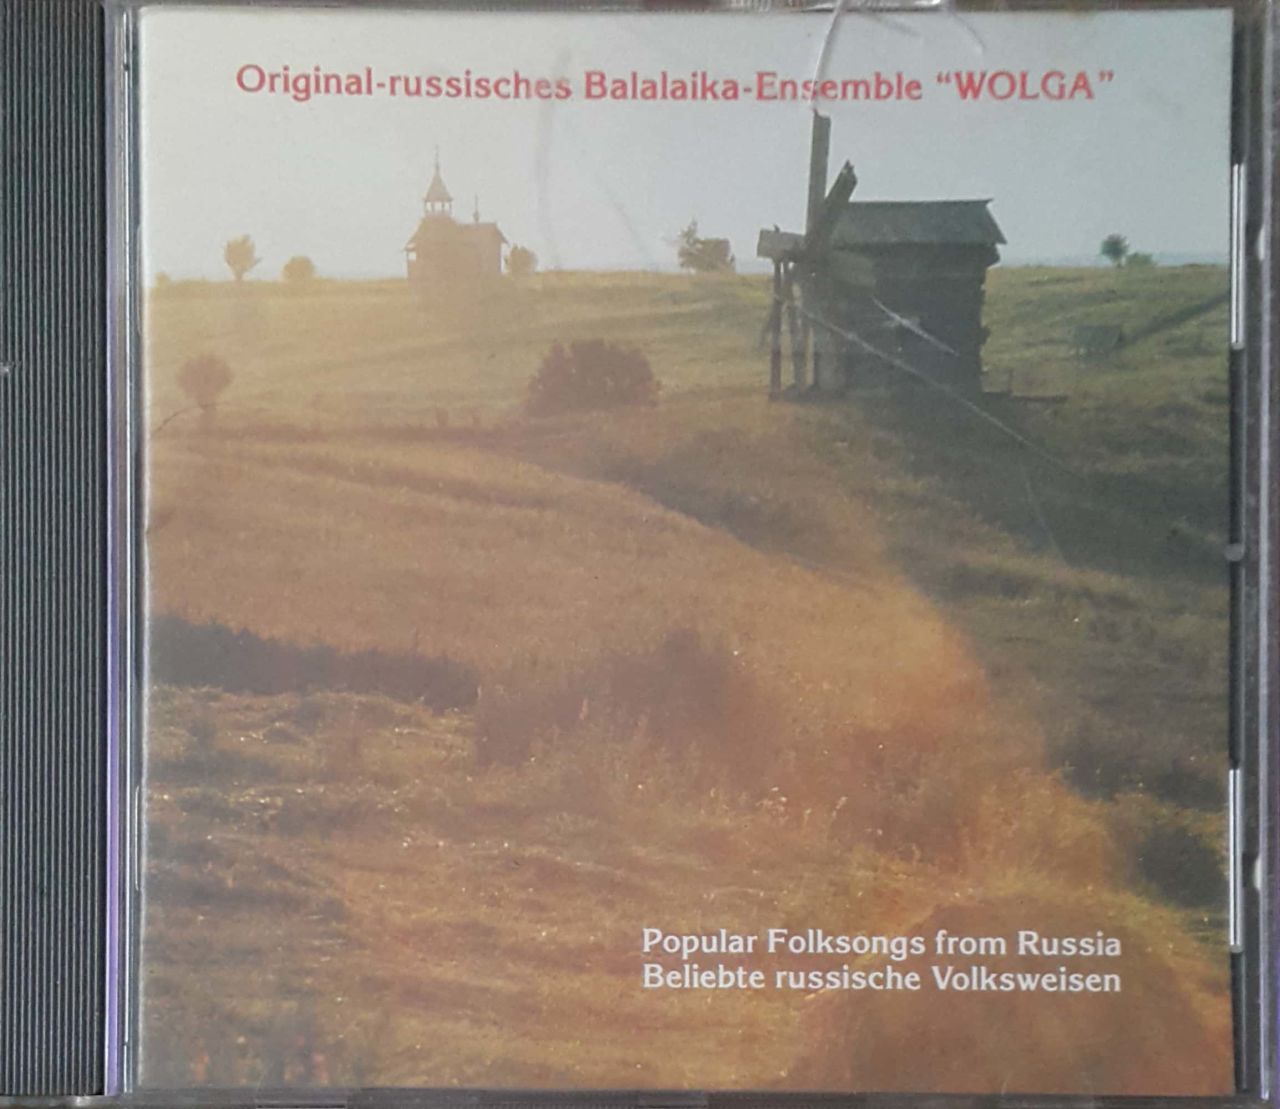 Original-russisches Balalaika-Ensemble “WOLGA”
Popular Folksongs from Russia
Beliebte russische Volksweisen